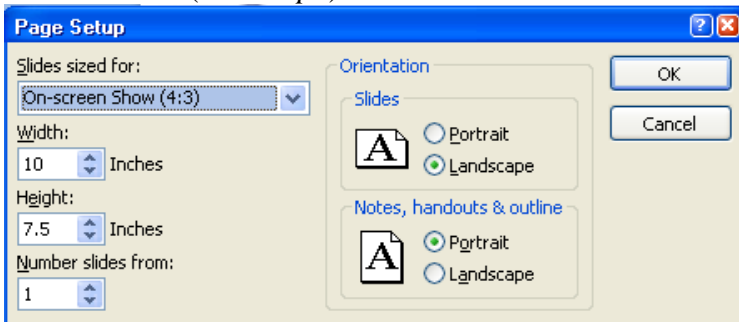 Page Setup
Slides sized for:
On-screen Show (4:3)
Width:
10 Inches
Height:
7.5 Inches
Number slides from:
1
Orientation
Slides
A
Portrait
Landscape
Notes, handouts & outline
A
Portrait
Landscape
OK
Cancel